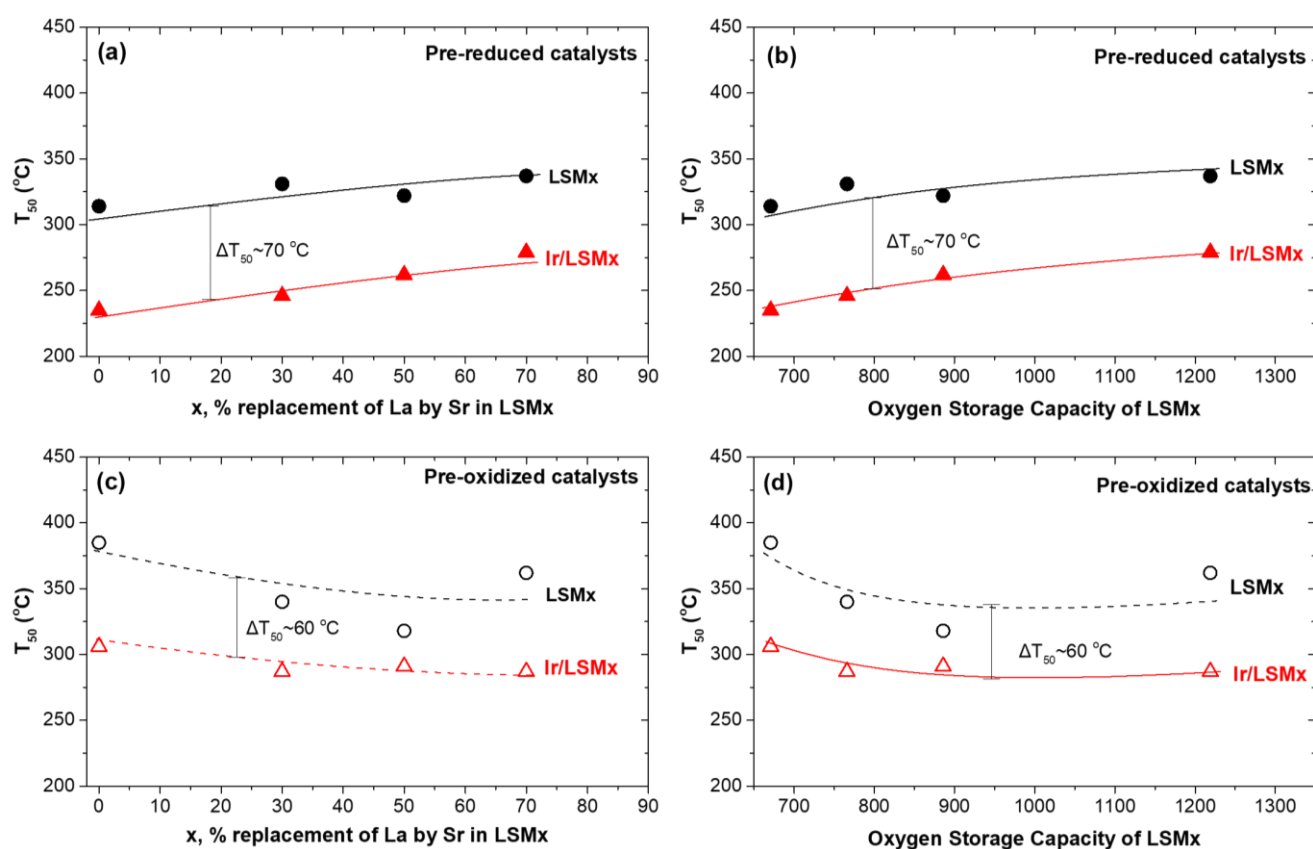 (a)
Pre-reduced catalysts
T50 (°C)
450
400
350
300
250
200
LSMx
ΔT50~70 °C
Ir/LSMx
0 10 20 30 40 50 60 70 80 90
x, % replacement of La by Sr in LSMx
(b)
Pre-reduced catalysts
T50 (°C)
450
400
350
300
250
200
LSMx
ΔT50~70 °C
Ir/LSMx
700 800 900 1000 1100 1200 1300
Oxygen Storage Capacity of LSMx
(c)
Pre-oxidized catalysts
T50 (°C)
450
400
350
300
250
200
LSMx
ΔT50~60 °C
Ir/LSMx
0 10 20 30 40 50 60 70 80 90
x, % replacement of La by Sr in LSMx
(d)
Pre-oxidized catalysts
T50 (°C)
450
400
350
300
250
200
LSMx
ΔT50~60 °C
Ir/LSMx
700 800 900 1000 1100 1200 1300
Oxygen Storage Capacity of LSMx